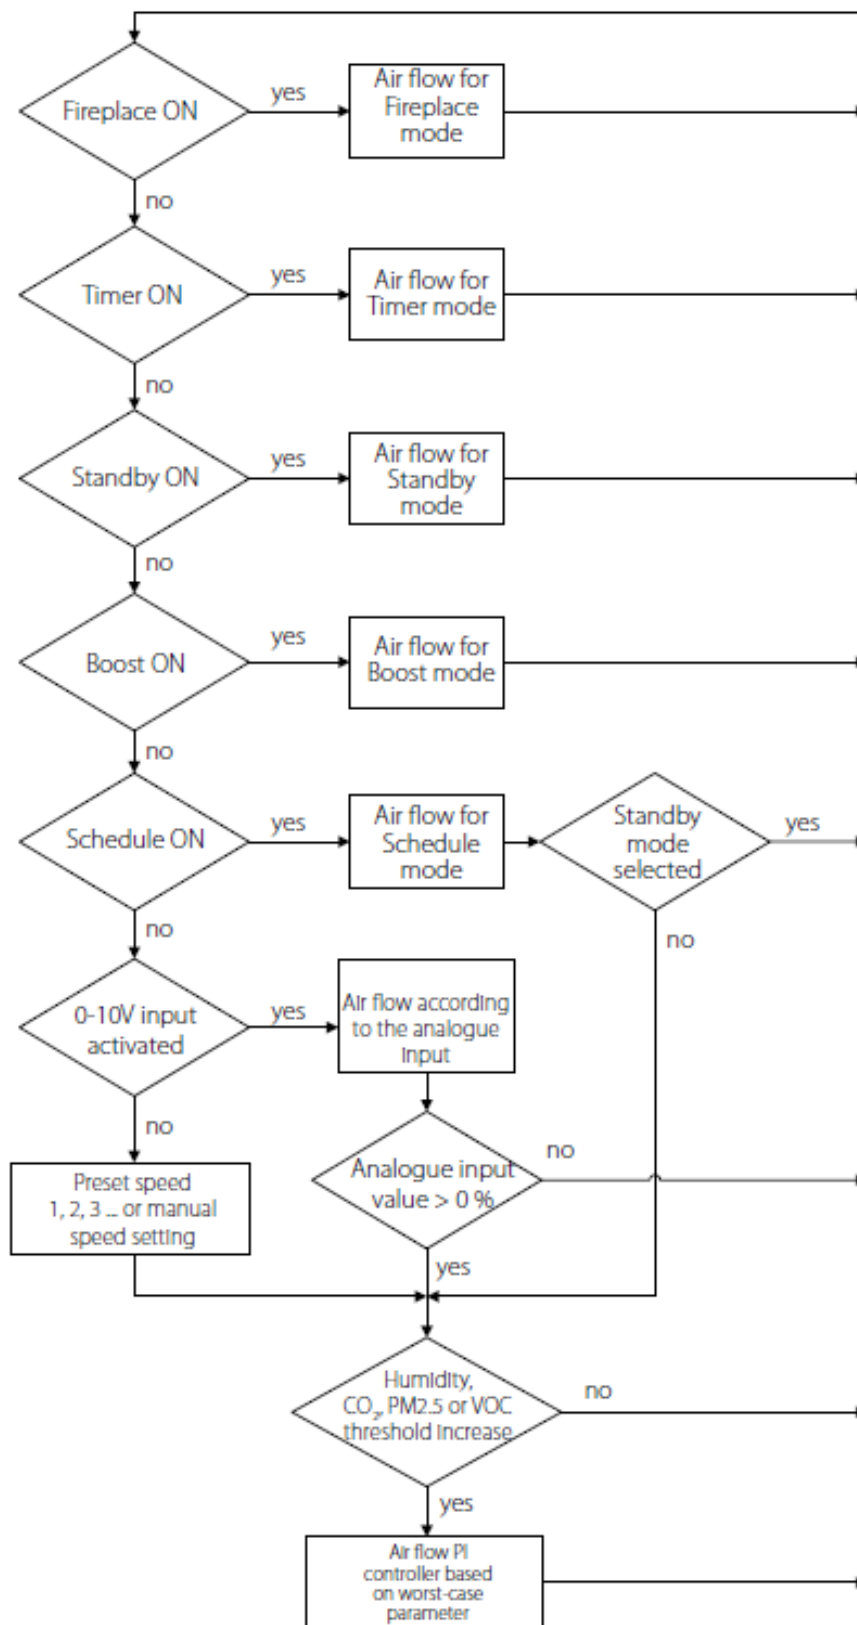 Fireplace ON
yes
Air flow for
Fireplace
mode
no
Timer ON
yes
Air flow for
Timer mode
no
Standby ON
yes
Air flow for
Standby
mode
no
Boost ON
yes
Air flow for
Boost mode
no
Schedule ON
yes
Air flow for
Schedule
mode
Standby
mode
selected
yes
no
no
0-10V input
activated
yes
Air flow according
to the analogue
input
no
Analogue input
value > 0 %
no
Preset speed
1, 2, 3 ... or manual
speed setting
yes
Humidity,
CO₂, PM2.5 or VOC
threshold increase
no
yes
Air flow PI
controller based
on worst-case
parameter